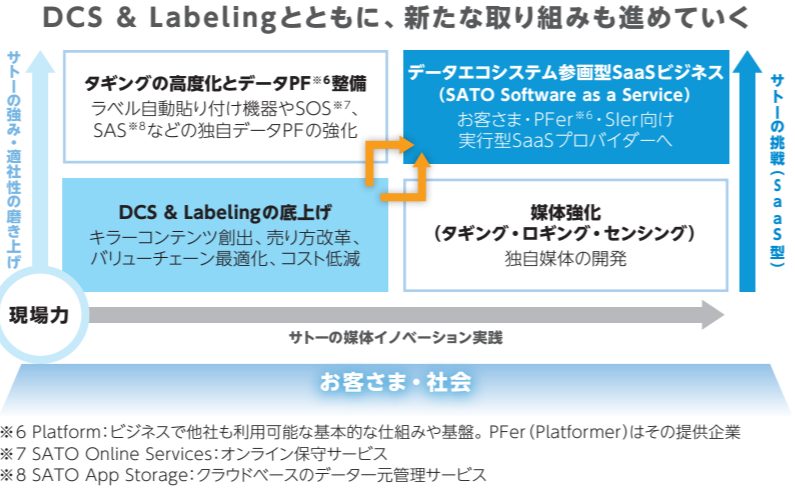 DCS & Labelingとともに、新たな取り組みも進めていく
サトーの強み・適社性の磨き上げ
タギングの高度化とデータPF※6整備
ラベル自動貼り付け機器やSOS※7、
SAS※8などの独自データPFの強化
データエコシステム参画型SaaSビジネス
(SATO Software as a Service)
お客さま・PFer※6・SIer向け
実行型SaaSプロバイダーへ
サトーの挑戦(SaaS型)
DCS & Labelingの底上げ
キラーコンテンツ創出、売り方改革、
バリューチェーン最適化、コスト低減
媒体強化
(タギング・ロギング・センシング)
独自媒体の開発
現場力
サトーの媒体イノベーション実践
お客さま・社会
※6 Platform:ビジネスで他社も利用可能な基本的な仕組みや基盤。PFer(Platformer)はその提供企業
※7 SATO Online Services:オンライン保守サービス
※8 SATO App Storage:クラウドベースのデータ一元管理サービス